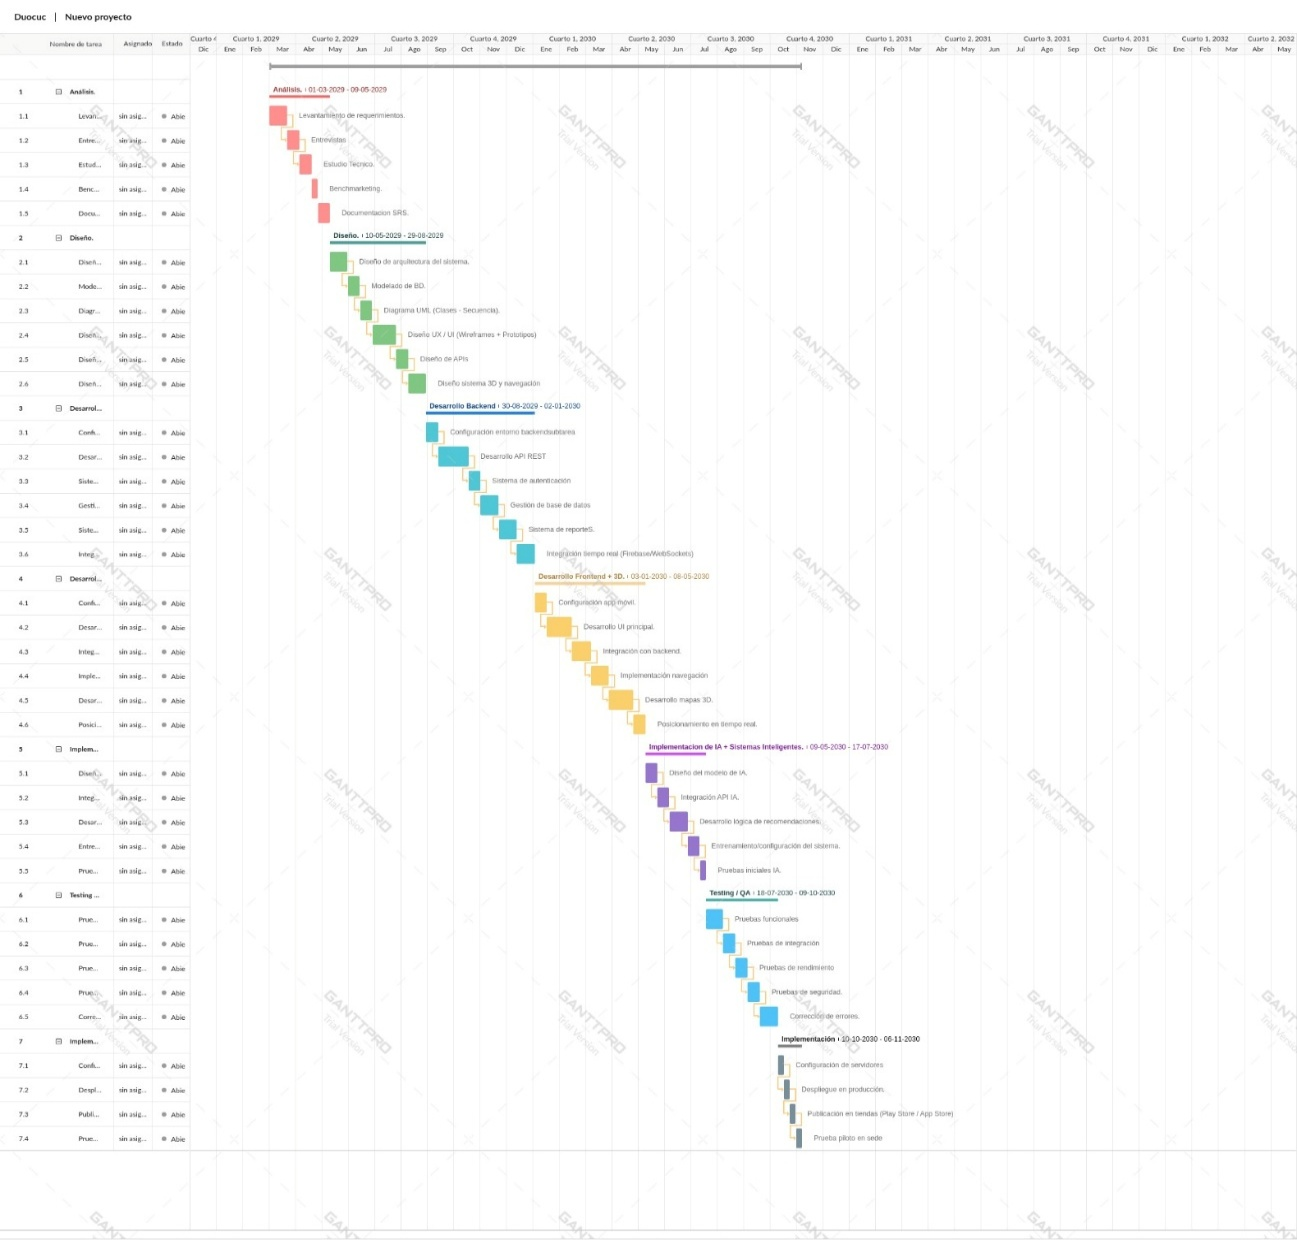 Duocuc | Nuevo proyecto
Nombre de tarea Asignado Estado
Cuarto 4 Cuarto 1, 2029 Cuarto 2, 2029 Cuarto 3, 2029 Cuarto 4, 2029 Cuarto 1, 2030 Cuarto 2, 2030 Cuarto 3, 2030 Cuarto 4, 2030 Cuarto 1, 2031 Cuarto 2, 2031 Cuarto 3, 2031 Cuarto 4, 2031 Cuarto 1, 2032 Cuarto 2, 2032
Dic Ene Feb Mar Abr May Jun Jul Ago Sep Oct Nov Dic Ene Feb Mar Abr May Jun Jul Ago Sep Oct Nov Dic Ene Feb Mar Abr May Jun Jul Ago Sep Oct Nov Dic Ene Feb Mar Abr May
1 Análisis. Análisis. 01-03-2029 - 09-05-2029
1.1 Levan... sin asig... Abie Levantamiento de requerimientos.
1.2 Entre... sin asig... Abie Entrevistas
1.3 Estud... sin asig... Abie Estudio Tecnico.
1.4 Benc... sin asig... Abie Benchmarketing.
1.5 Docu... sin asig... Abie Documentacion SRS.
2 Diseño. Diseño. 10-05-2029 - 29-08-2029
2.1 Diseñ... sin asig... Abie Diseño de arquitectura del sistema.
2.2 Mode... sin asig... Abie Modelado de BD.
2.3 Diagr... sin asig... Abie Diagrama UML (Clases - Secuencia).
2.4 Diseñ... sin asig... Abie Diseño UX / UI (Wireframes + Prototipos)
2.5 Diseñ... sin asig... Abie Diseño de APIs
2.6 Diseñ... sin asig... Abie Diseño sistema 3D y navegación
3 Desarrol... Desarrollo Backend 30-08-2029 - 02-01-2030
3.1 Confi... sin asig... Abie Configuración entorno backendsubtarea
3.2 Desar... sin asig... Abie Desarrollo API REST
3.3 Siste... sin asig... Abie Sistema de autenticación
3.4 Gesti... sin asig... Abie Gestión de base de datos
3.5 Siste... sin asig... Abie Sistema de reporteS.
3.6 Integ... sin asig... Abie Integración tiempo real (Firebase/WebSockets)
4 Desarrol... Desarrollo Frontend + 3D. 03-01-2030 - 08-05-2030
4.1 Confi... sin asig... Abie Configuración app móvil.
4.2 Desar... sin asig... Abie Desarrollo UI principal.
4.3 Integ... sin asig... Abie Integración con backend.
4.4 Imple... sin asig... Abie Implementación navegación
4.5 Desar... sin asig... Abie Desarrollo mapas 3D.
4.6 Posici... sin asig... Abie Posicionamiento en tiempo real.
5 Implem... Implementacion de IA + Sistemas Inteligentes. 09-05-2030 - 17-07-2030
5.1 Diseñ... sin asig... Abie Diseño del modelo de IA.
5.2 Integ... sin asig... Abie Integración API IA.
5.3 Desar... sin asig... Abie Desarrollo lógica de recomendaciones.
5.4 Entre... sin asig... Abie Entrenamiento/configuración del sistema.
5.5 Prue... sin asig... Abie Pruebas iniciales IA.
6 Testing ... Testing / QA 18-07-2030 - 09-10-2030
6.1 Prue... sin asig... Abie Pruebas funcionales
6.2 Prue... sin asig... Abie Pruebas de integración
6.3 Prue... sin asig... Abie Pruebas de rendimiento
6.4 Prue... sin asig... Abie Pruebas de seguridad.
6.5 Corre... sin asig... Abie Corrección de errores.
7 Implem... Implementación 10-10-2030 - 06-11-2030
7.1 Confi... sin asig... Abie Configuración de servidores
7.2 Despl... sin asig... Abie Despliegue en producción.
7.3 Publi... sin asig... Abie Publicación en tiendas (Play Store / App Store)
7.4 Prue... sin asig... Abie Prueba piloto en sede
GANTTPRO
Trial Version